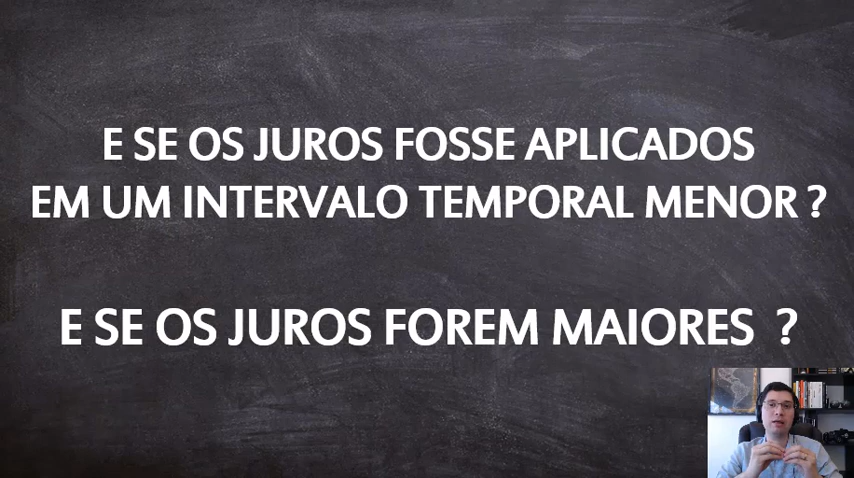 E SE OS JUROS FOSSE APLICADOS
EM UM INTERVALO TEMPORAL MENOR ?
E SE OS JUROS FOREM MAIORES ?